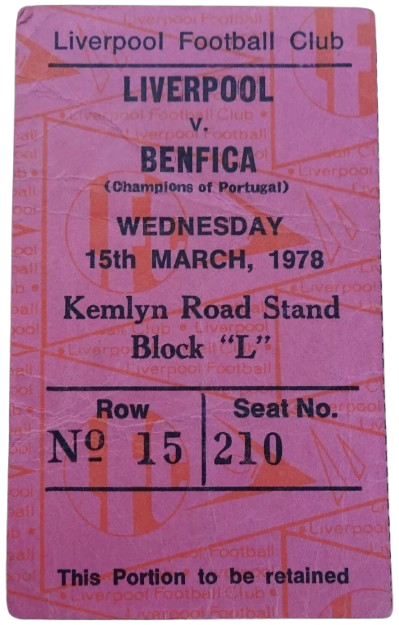 Liverpool Football Club
LIVERPOOL
v.
BENFICA
(Champions of Portugal)
WEDNESDAY
15th MARCH, 1978
Kemlyn Road Stand
Block "L"
Row Seat No.
Nº 15 210
This Portion to be retained